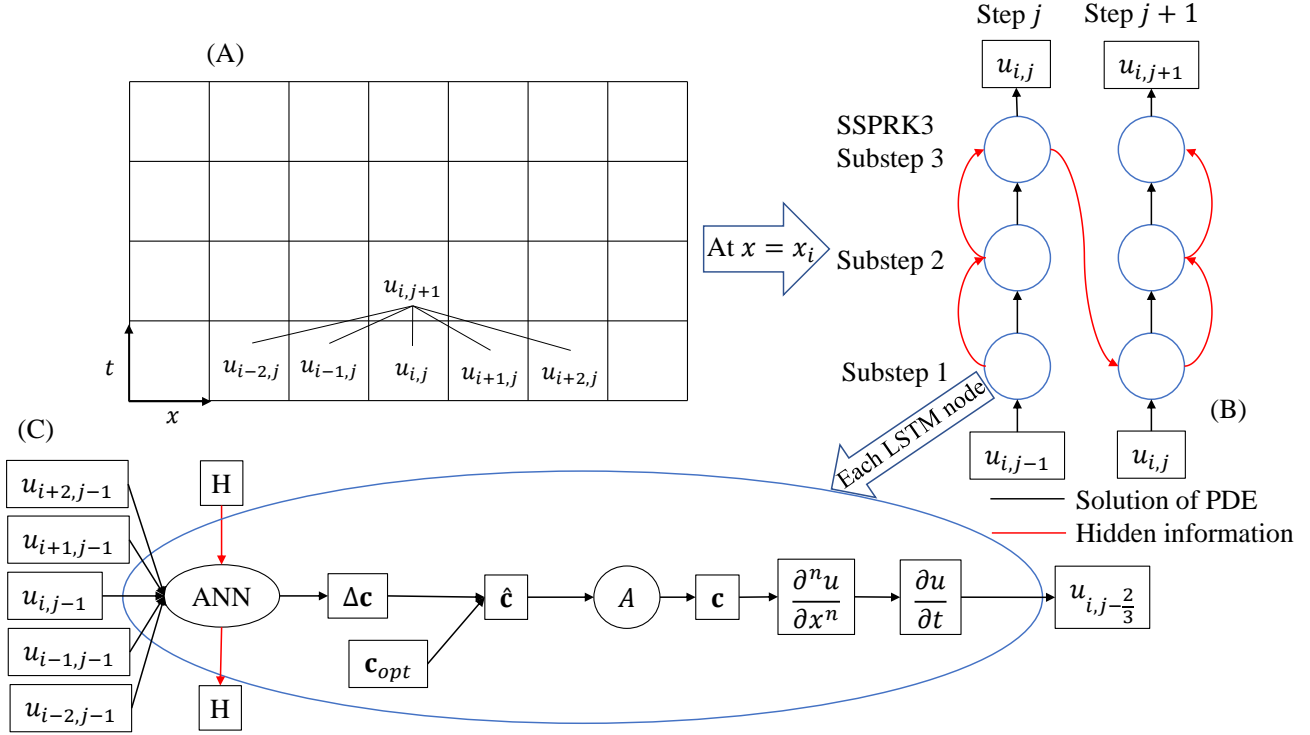 (A)
u_{i,j+1}
u_{i-2,j} u_{i-1,j} u_{i,j} u_{i+1,j} u_{i+2,j}
t
x
At x = x_i
Step j Step j + 1
u_{i,j} u_{i,j+1}
SSPRK3
Substep 3
Substep 2
Substep 1
(B)
u_{i,j-1} u_{i,j}
Each LSTM node
Solution of PDE
Hidden information
(C)
u_{i+2,j-1}
u_{i+1,j-1}
u_{i,j-1}
u_{i-1,j-1}
u_{i-2,j-1}
H
ANN
H
Δc
c_{opt}
ĉ
A
c
∂ⁿu
∂xⁿ
∂u
∂t
u_{i,j-2/3}